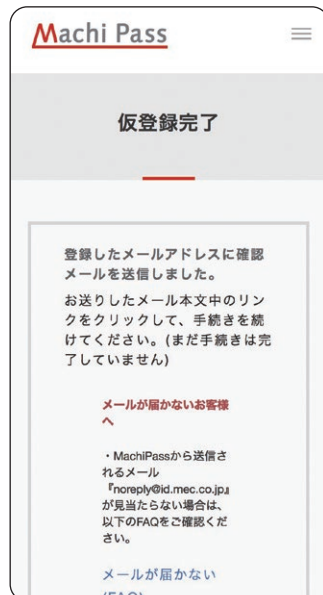 Machi Pass
仮登録完了
登録したメールアドレスに確認
メールを送信しました。
お送りしたメール本文中のリン
クをクリックして、手続きを続
けてください。(まだ手続きは完
了していません)
メールが届かないお客様
へ
・MachiPassから送信さ
れるメール
『noreply@id.mec.co.jp』
が見当たらない場合は、
以下のFAQをご確認くだ
さい。
メールが届かない
(FAQ)